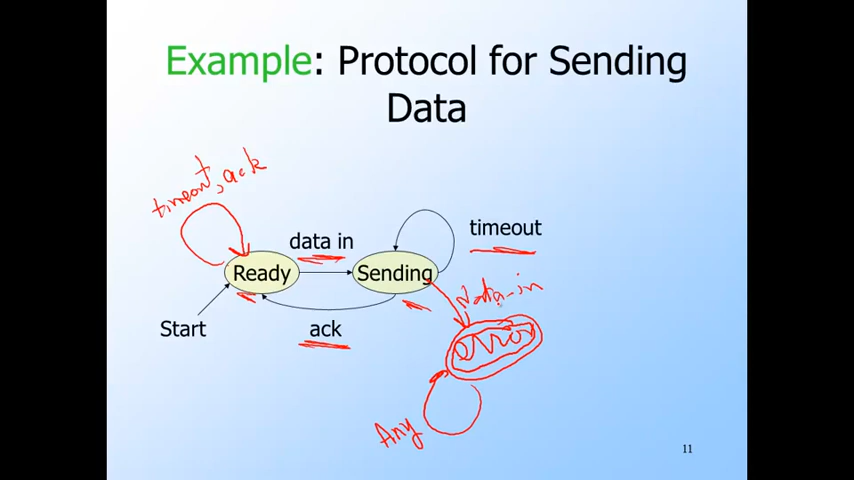 Example: Protocol for Sending
Data
timeout, ack
timeout
data in
Ready
Sending
data-in
Start
ack
error
Any
11